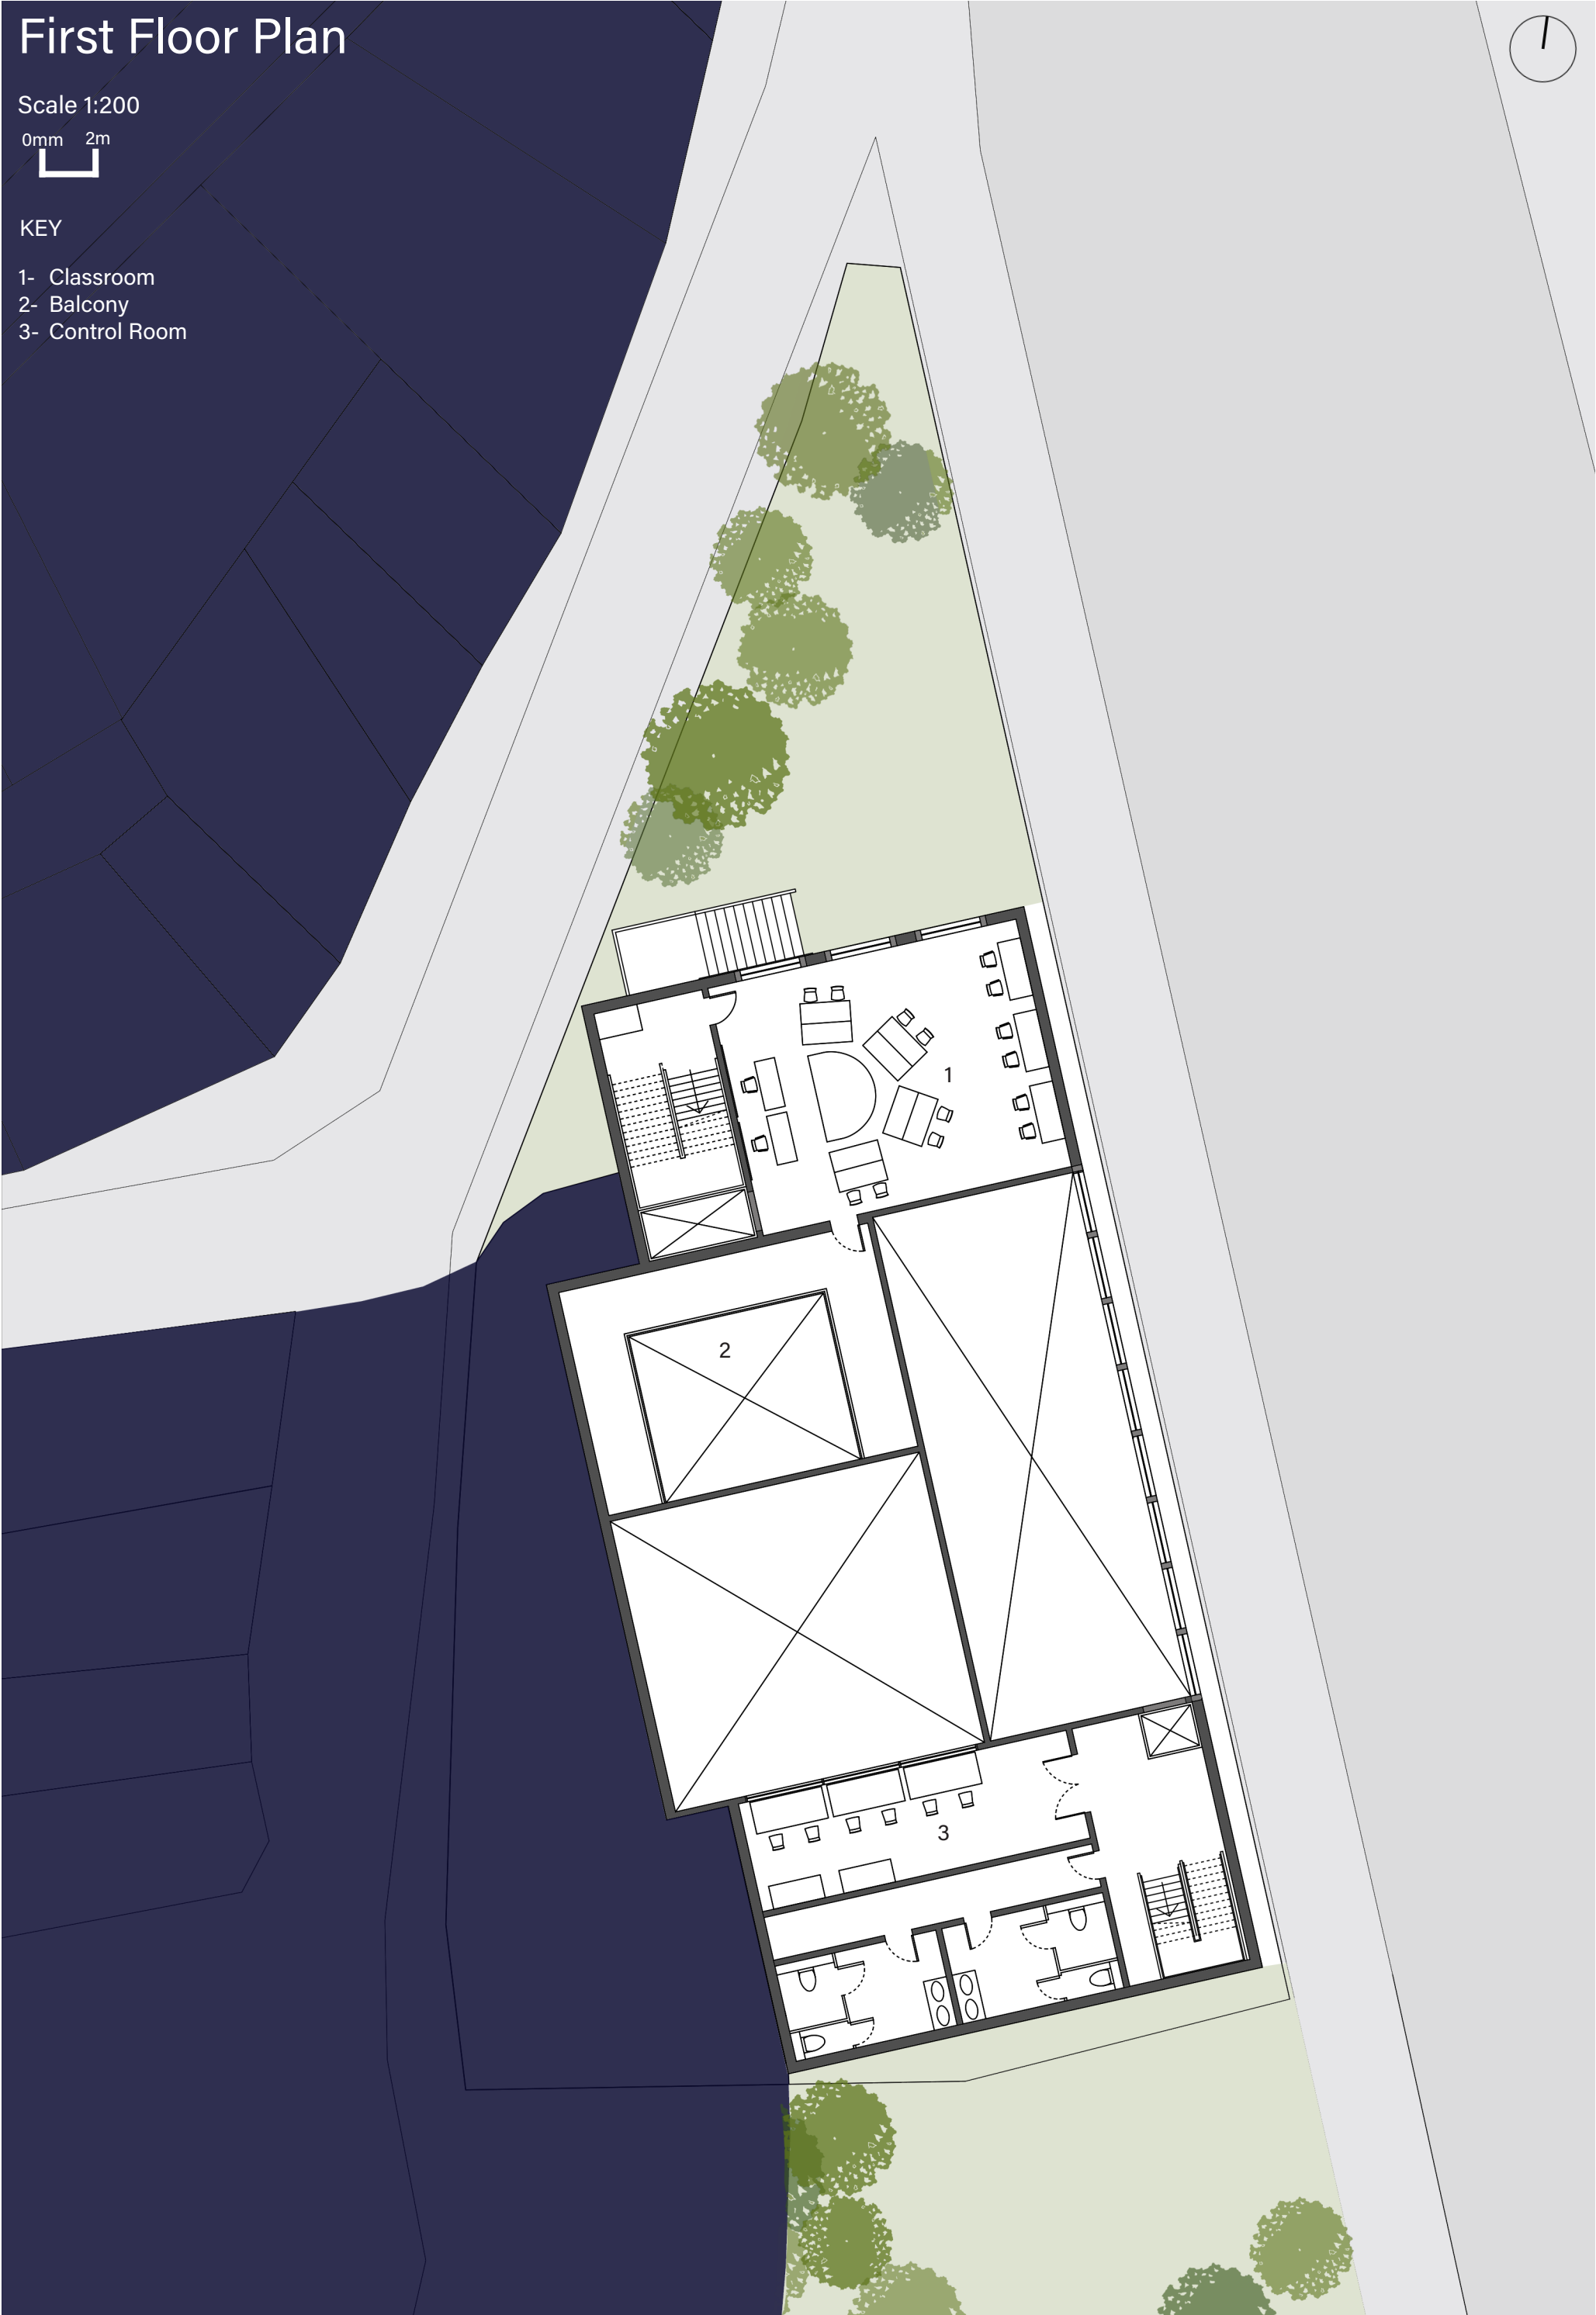 First Floor Plan
Scale 1:200
0mm 2m
KEY
1- Classroom
2- Balcony
3- Control Room
1
2
3